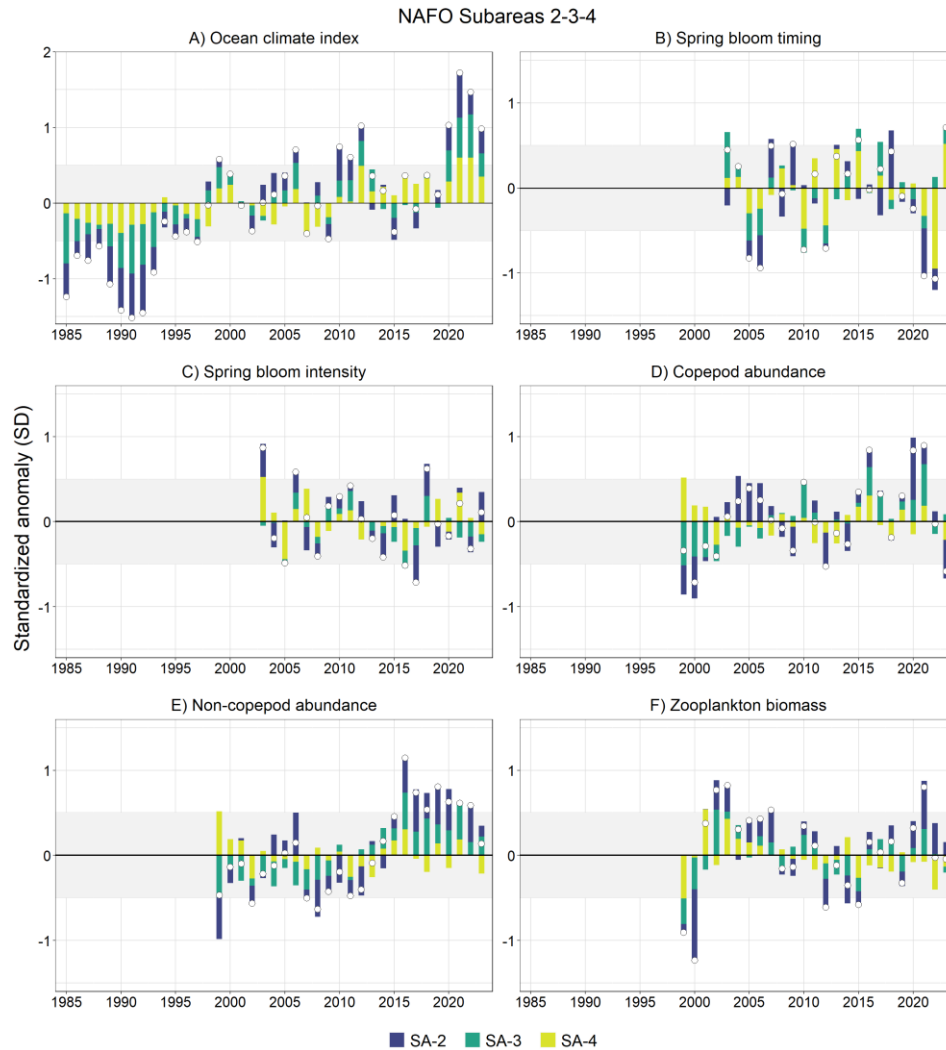 NAFO Subareas 2-3-4
A) Ocean climate index
B) Spring bloom timing
2
1
0
-1
1
0
-1
1985 1990 1995 2000 2005 2010 2015 2020
1985 1990 1995 2000 2005 2010 2015 2020
C) Spring bloom intensity
D) Copepod abundance
Standardized anomaly (SD)
1
0
-1
1
0
-1
1985 1990 1995 2000 2005 2010 2015 2020
1985 1990 1995 2000 2005 2010 2015 2020
E) Non-copepod abundance
F) Zooplankton biomass
1
0
-1
1
0
-1
1985 1990 1995 2000 2005 2010 2015 2020
1985 1990 1995 2000 2005 2010 2015 2020
SA-2 SA-3 SA-4